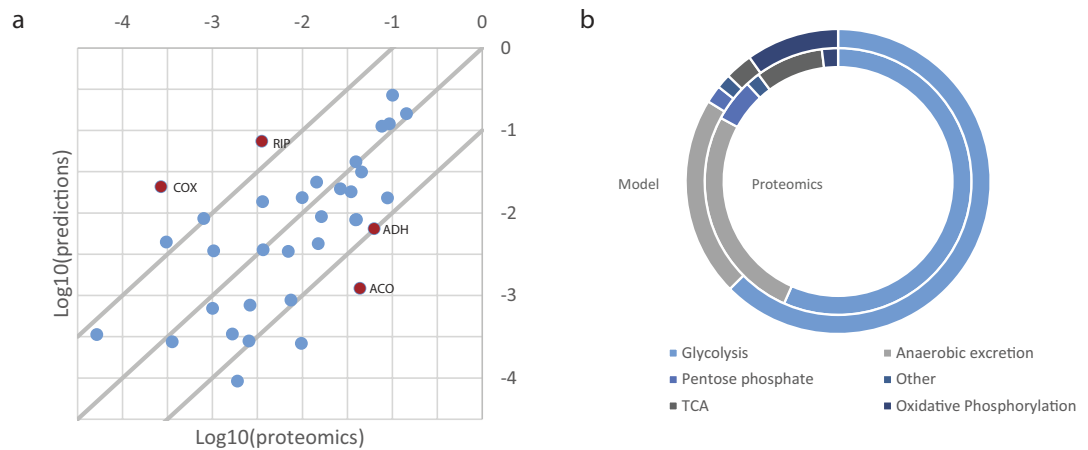 a
-4 -3 -2 -1 0
0
-1
-2
-3
-4
Log10(predictions)
RIP
COX
ADH
ACO
Log10(proteomics)
b
Model
Proteomics
Glycolysis
Anaerobic excretion
Pentose phosphate
Other
TCA
Oxidative Phosphorylation